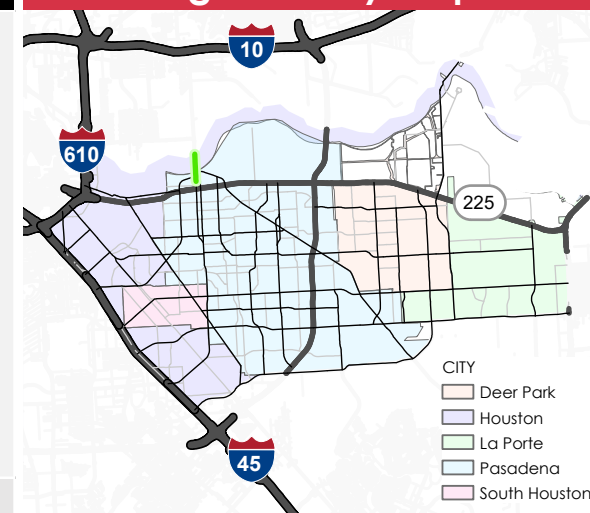 10
610
225
CITY
Deer Park
Houston
La Porte
Pasadena
South Houston
45